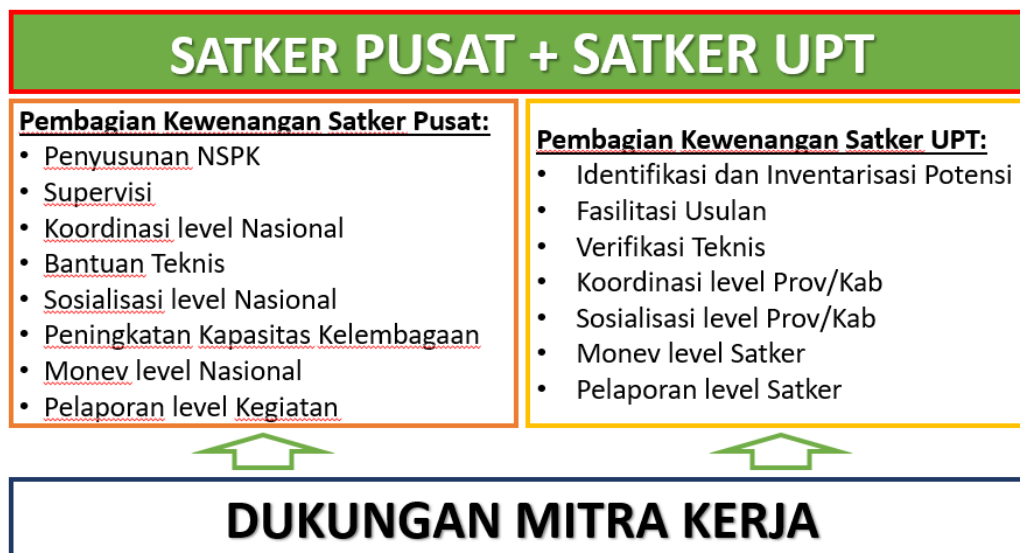 SATKER PUSAT + SATKER UPT
Pembagian Kewenangan Satker Pusat:
• Penyusunan NSPK
• Supervisi
• Koordinasi level Nasional
• Bantuan Teknis
• Sosialisasi level Nasional
• Peningkatan Kapasitas Kelembagaan
• Monev level Nasional
• Pelaporan level Kegiatan
Pembagian Kewenangan Satker UPT:
• Identifikasi dan Inventarisasi Potensi
• Fasilitasi Usulan
• Verifikasi Teknis
• Koordinasi level Prov/Kab
• Sosialisasi level Prov/Kab
• Monev level Satker
• Pelaporan level Satker
DUKUNGAN MITRA KERJA